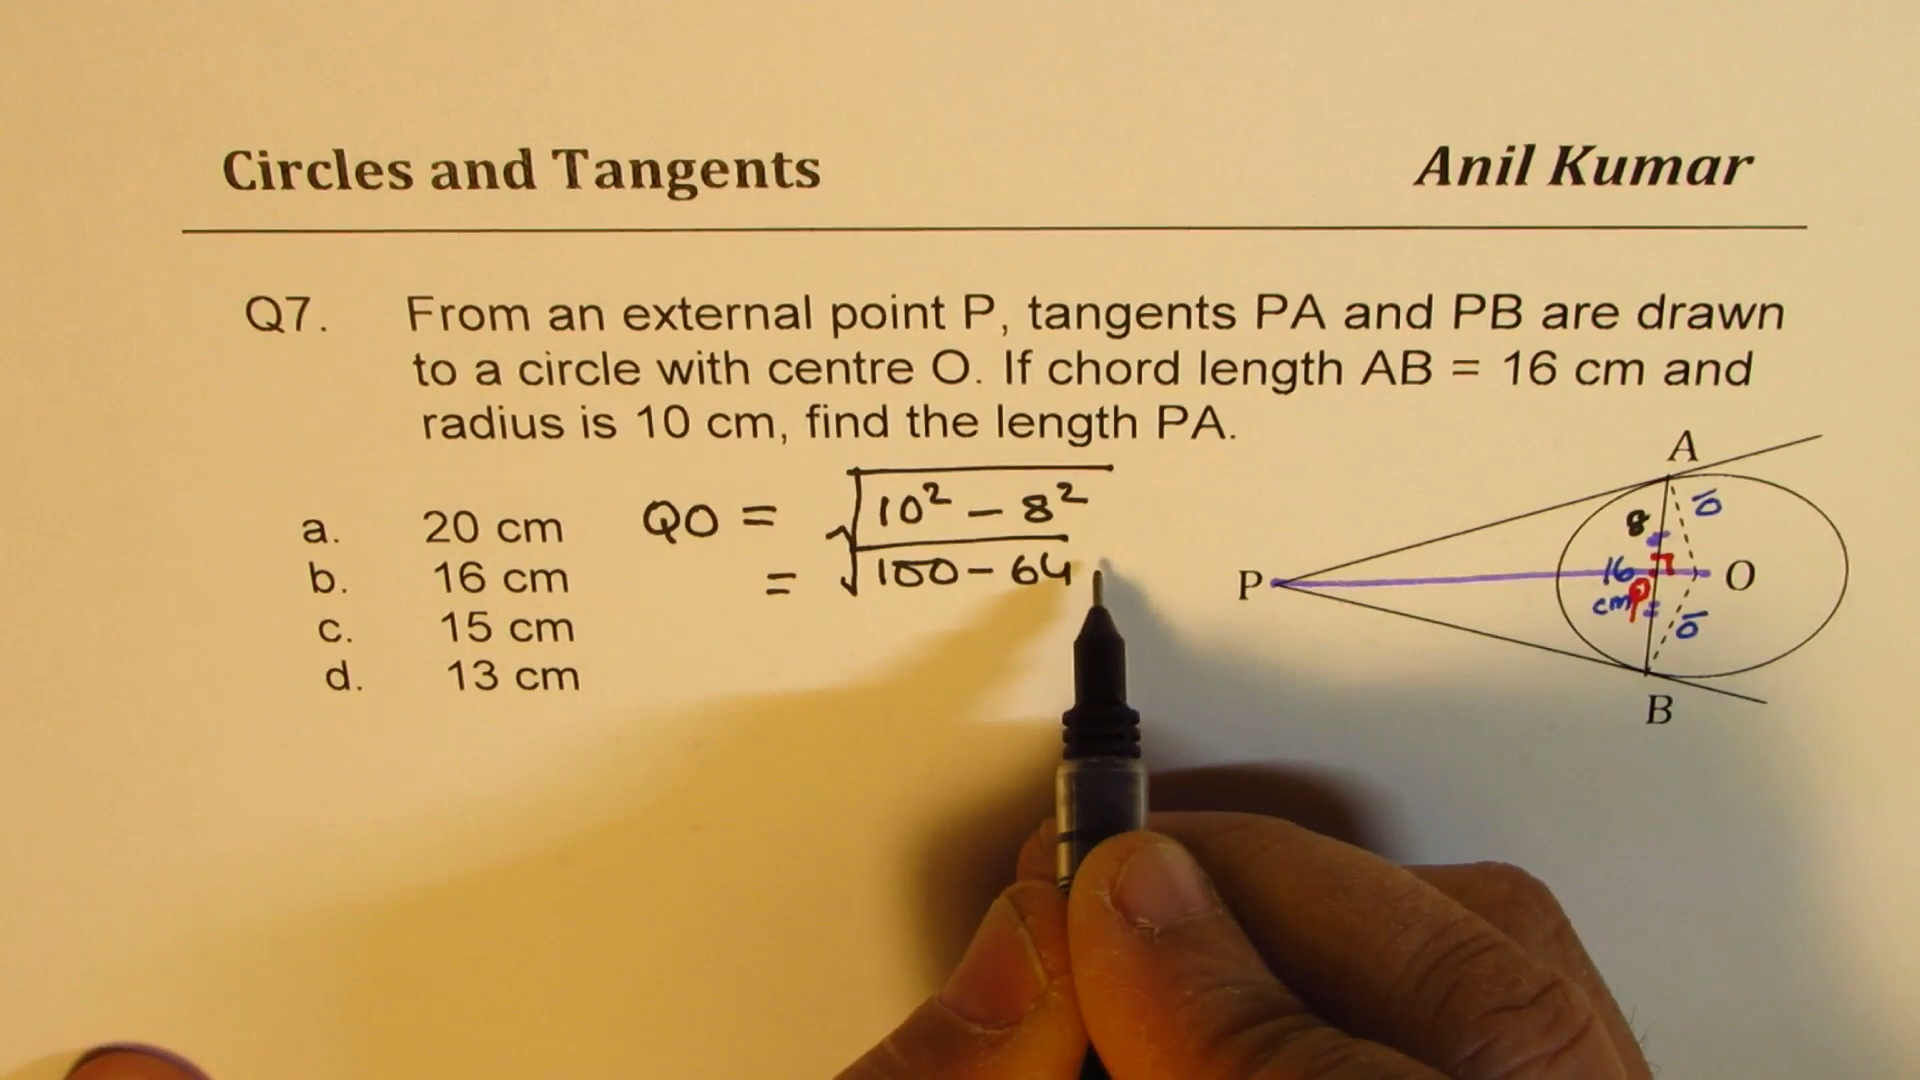 Circles and Tangents Anil Kumar
Q7. From an external point P, tangents PA and PB are drawn
to a circle with centre O. If chord length AB = 16 cm and
radius is 10 cm, find the length PA.
a. 20 cm
b. 16 cm
c. 15 cm
d. 13 cm
QO = √10² – 8²
= √100 – 64
A
8 10
P 16 O
cm Q
10
B